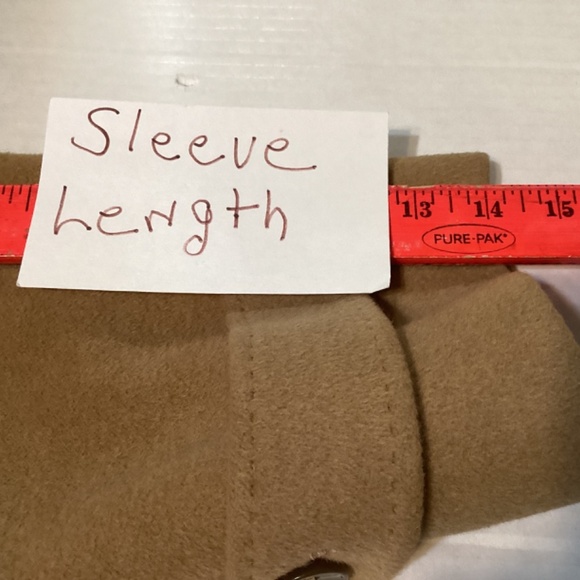 Sleeve
Length
13 14 15
PURE-PAK®